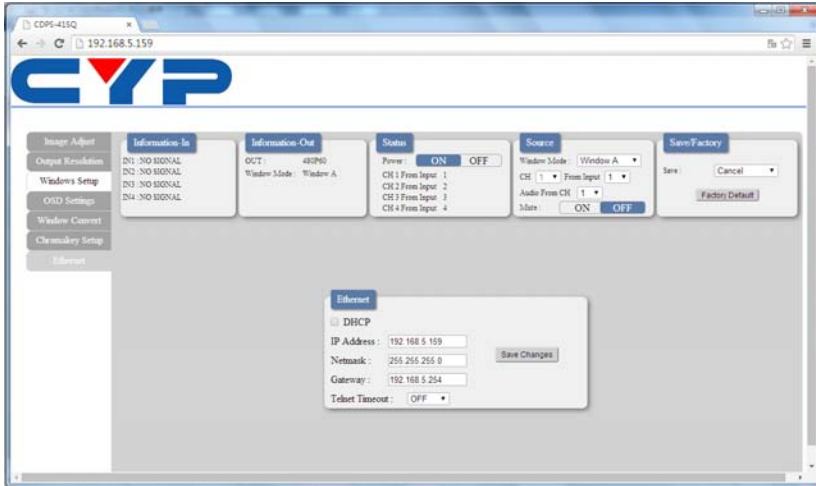 CDPS-41SQ
192.168.5.159
CYP
Image Adjust
Output Resolution
Windows Setup
OSD Settings
Window Convert
Chromakey Setup
Ethernet
Information-In
IN1 : NO SIGNAL
IN2 : NO SIGNAL
IN3 : NO SIGNAL
IN4 : NO SIGNAL
Information-Out
OUT : 480P60
Window Mode : Window A
Status
Power : ON OFF
CH 1 From Input 1
CH 2 From Input 2
CH 3 From Input 3
CH 4 From Input 4
Source
Window Mode : Window A
CH 1 From Input 1
Audio From CH 1
Mute : ON OFF
Save/Factory
Save : Cancel
Factory Default
Ethernet
DHCP
IP Address : 192.168.5.159
Netmask : 255.255.255.0
Gateway : 192.168.5.254
Telnet Timeout : OFF
Save Changes